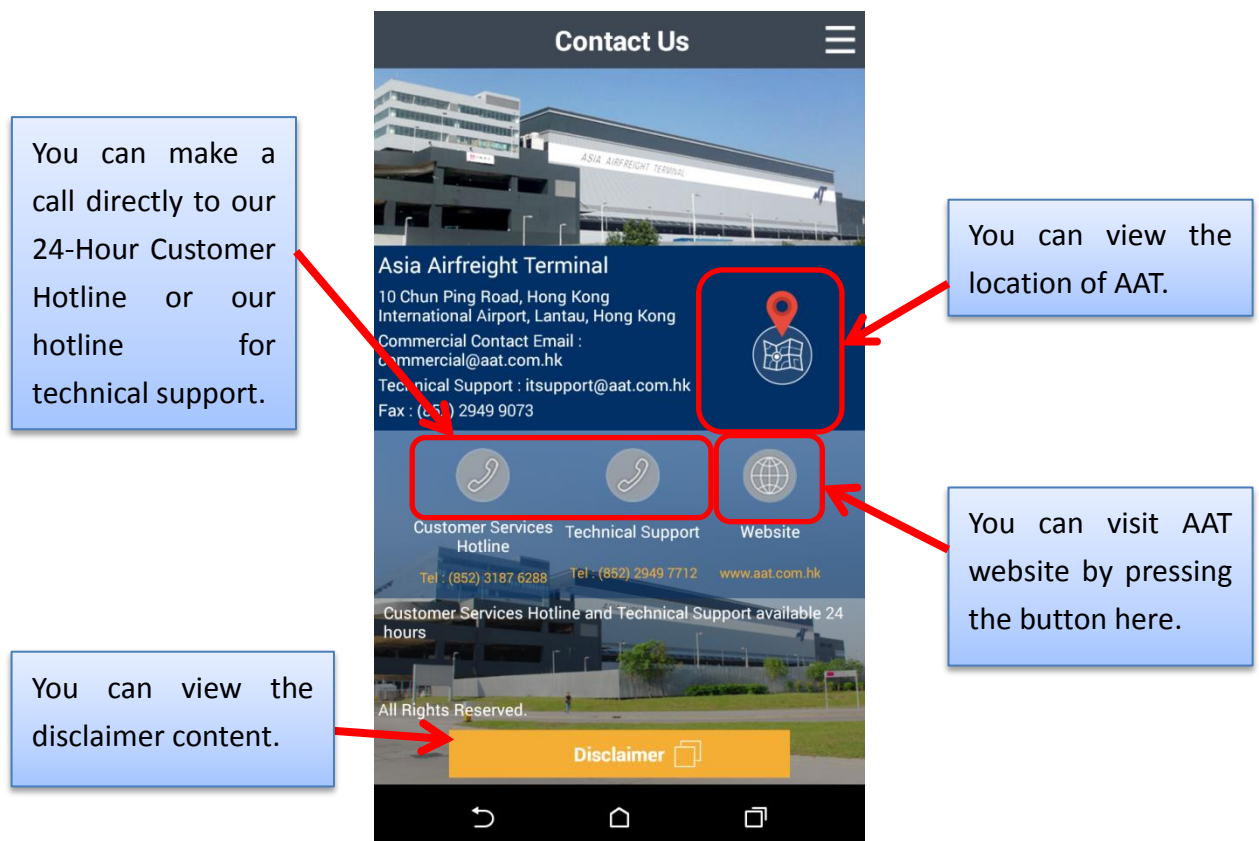 Contact Us
ASIA AIRFREIGHT TERMINAL
You can make a
call directly to our
24-Hour Customer
Hotline or our
hotline for
technical support.
Asia Airfreight Terminal
10 Chun Ping Road, Hong Kong
International Airport, Lantau, Hong Kong
Commercial Contact Email :
commercial@aat.com.hk
Technical Support : itsupport@aat.com.hk
Fax : (852) 2949 9073
You can view the
location of AAT.
Customer Services
Hotline
Technical Support
Website
Tel : (852) 3187 6288
Tel : (852) 2949 7712
www.aat.com.hk
You can visit AAT
website by pressing
the button here.
Customer Services Hotline and Technical Support available 24
hours
You can view the
disclaimer content.
All Rights Reserved.
Disclaimer